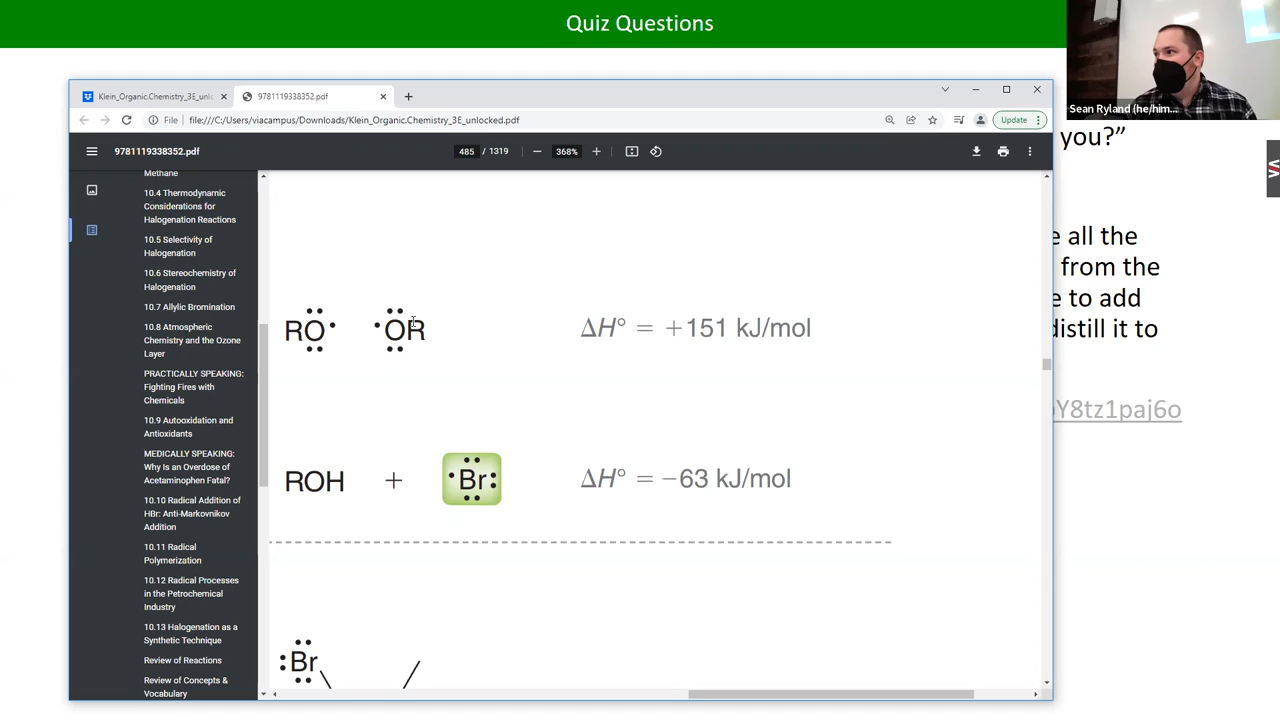 Quiz Questions
Sean Ryland (he/him...
you?"
e all the
from the
e to add
distill it to
Y8tz1paj6o
Klein_Organic.Chemistry_3E_unlo
9781119338352.pdf
File
file:///C:/Users/viacampus/Downloads/Klein_Organic.Chemistry_3E_unlocked.pdf
Update
9781119338352.pdf
485 / 1319
368%
Methane
10.4 Thermodynamic
Considerations for
Halogenation Reactions
10.5 Selectivity of
Halogenation
10.6 Stereochemistry of
Halogenation
10.7 Allylic Bromination
10.8 Atmospheric
Chemistry and the Ozone
Layer
PRACTICALLY SPEAKING:
Fighting Fires with
Chemicals
10.9 Autooxidation and
Antioxidants
MEDICALLY SPEAKING:
Why Is an Overdose of
Acetaminophen Fatal?
10.10 Radical Addition of
HBr: Anti-Markovnikov
Addition
10.11 Radical
Polymerization
10.12 Radical Processes
in the Petrochemical
Industry
10.13 Halogenation as a
Synthetic Technique
Review of Reactions
Review of Concepts &
Vocabulary
RO• •OR ΔH° = +151 kJ/mol
ROH + •Br: ΔH° = −63 kJ/mol
:Br